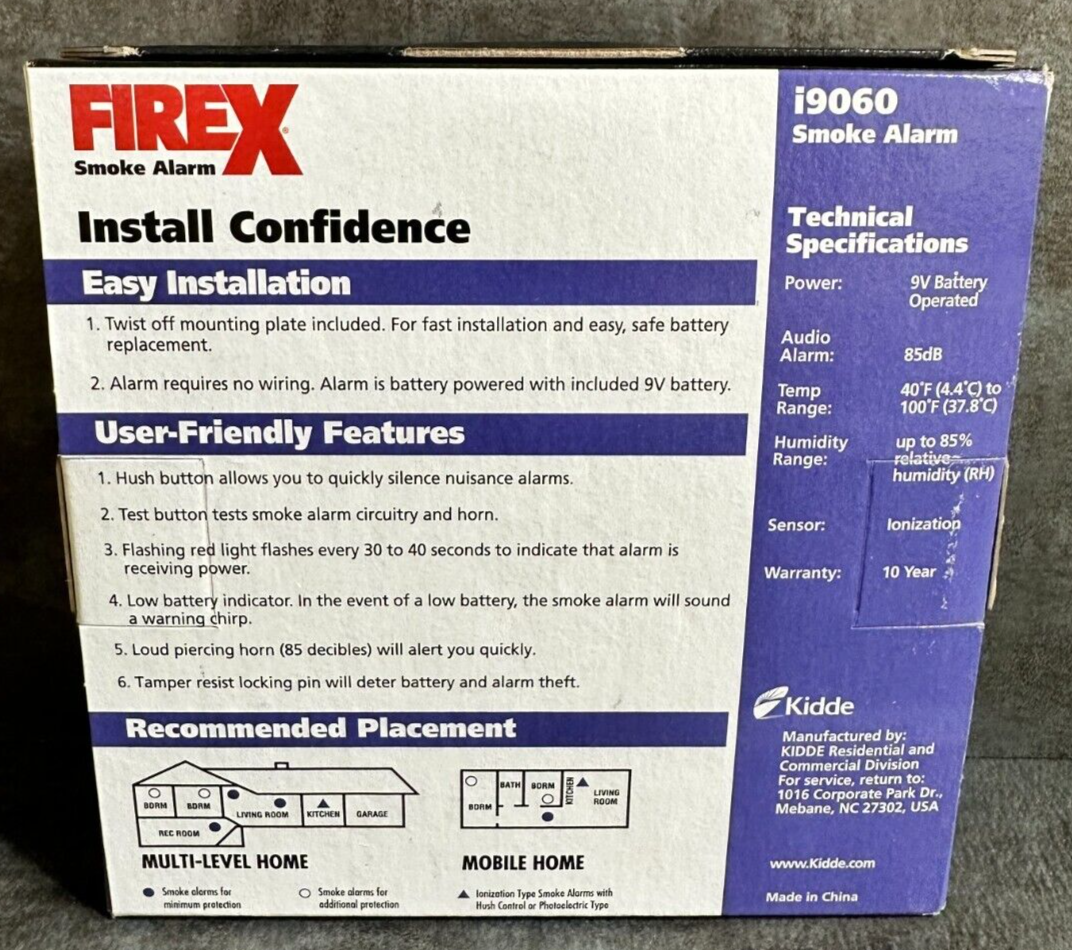 FIREX
Smoke Alarm
Install Confidence
Easy Installation
1. Twist off mounting plate included. For fast installation and easy, safe battery
replacement.
2. Alarm requires no wiring. Alarm is battery powered with included 9V battery.
User-Friendly Features
1. Hush button allows you to quickly silence nuisance alarms.
2. Test button tests smoke alarm circuitry and horn.
3. Flashing red light flashes every 30 to 40 seconds to indicate that alarm is
receiving power.
4. Low battery indicator. In the event of a low battery, the smoke alarm will sound
a warning chirp.
5. Loud piercing horn (85 decibles) will alert you quickly.
6. Tamper resist locking pin will deter battery and alarm theft.
Recommended Placement
BDRM
BDRM
LIVING ROOM
KITCHEN
GARAGE
REC ROOM
MULTI-LEVEL HOME
BDRM
BATH
BDRM
KITCHEN
LIVING
ROOM
MOBILE HOME
Smoke alarms for
minimum protection
Smoke alarms for
additional protection
Ionization Type Smoke Alarms with
Hush Control or Photoelectric Type
i9060
Smoke Alarm
Technical
Specifications
Power: 9V Battery
Operated
Audio
Alarm: 85dB
Temp 40°F (4.4°C) to
Range: 100°F (37.8°C)
Humidity up to 85%
Range: relative
humidity (RH)
Sensor: Ionization
Warranty: 10 Year
Kidde
Manufactured by:
KIDDE Residential and
Commercial Division
For service, return to:
1016 Corporate Park Dr.,
Mebane, NC 27302, USA
www.Kidde.com
Made in China